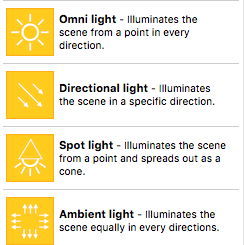 Omni light - Illuminates the
scene from a point in every
direction.
Directional light - Illuminates
the scene in a specific direction.
Spot light - Illuminates the scene
from a point and spreads out as a
cone.
Ambient light - Illuminates the
scene equally in every directions.